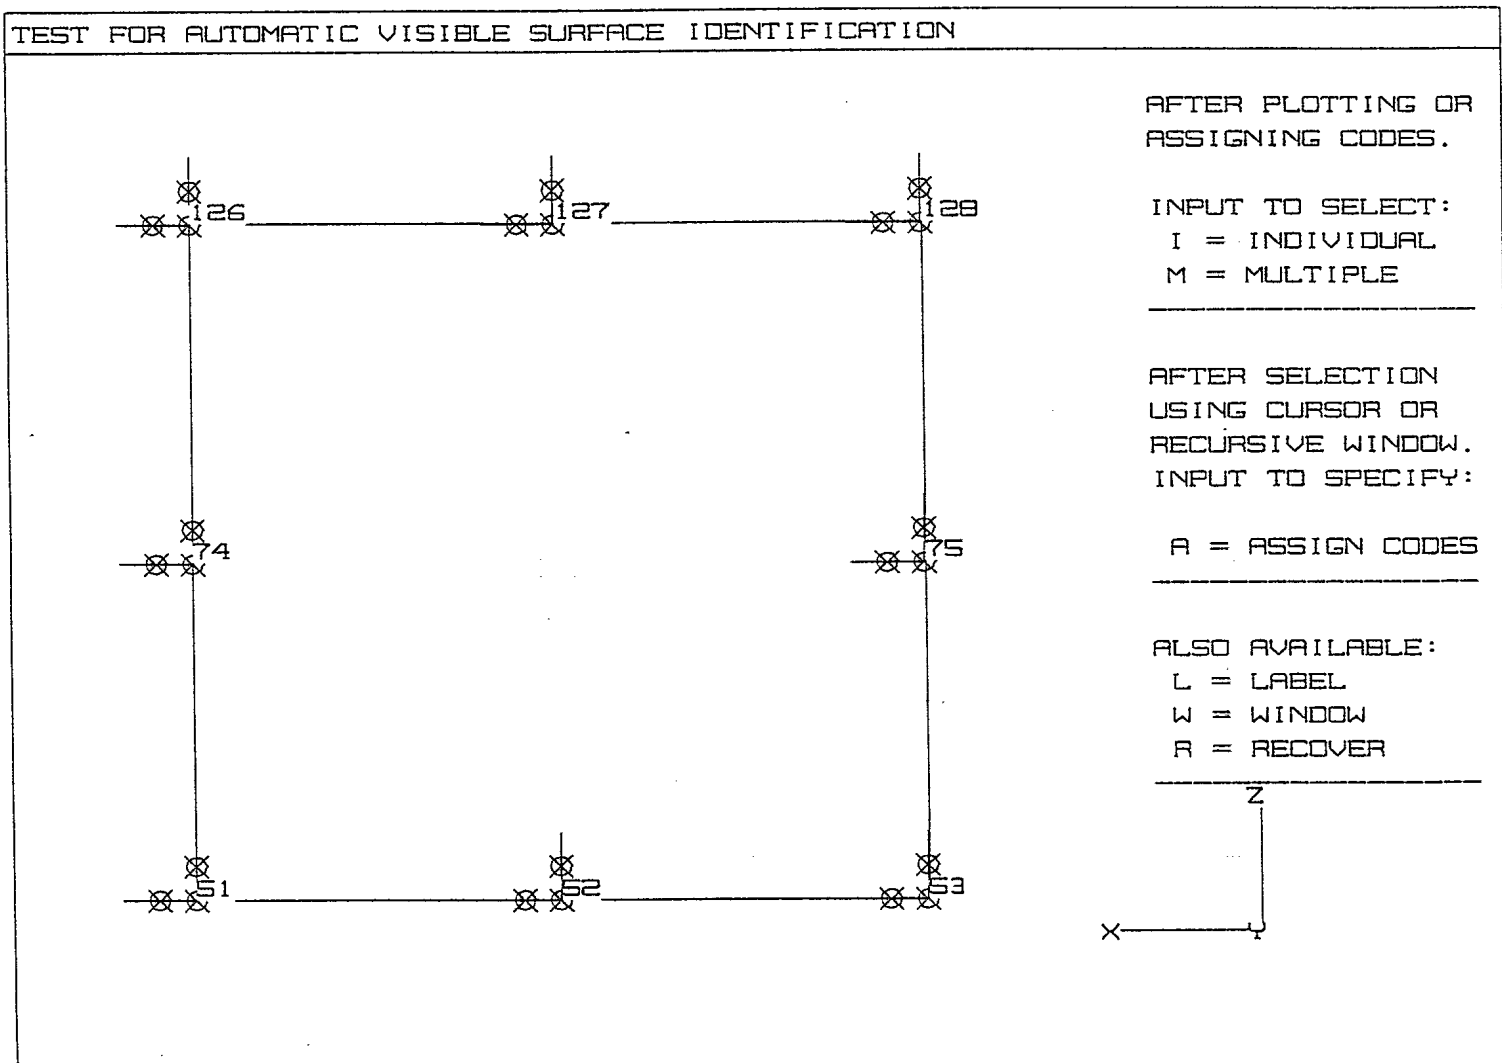 TEST FOR AUTOMATIC VISIBLE SURFACE IDENTIFICATION
126
127
128
74
75
51
52
53
AFTER PLOTTING OR
ASSIGNING CODES.
INPUT TO SELECT:
I = INDIVIDUAL
M = MULTIPLE
AFTER SELECTION
USING CURSOR OR
RECURSIVE WINDOW.
INPUT TO SPECIFY:
A = ASSIGN CODES
ALSO AVAILABLE:
L = LABEL
W = WINDOW
R = RECOVER
Z
X
Y